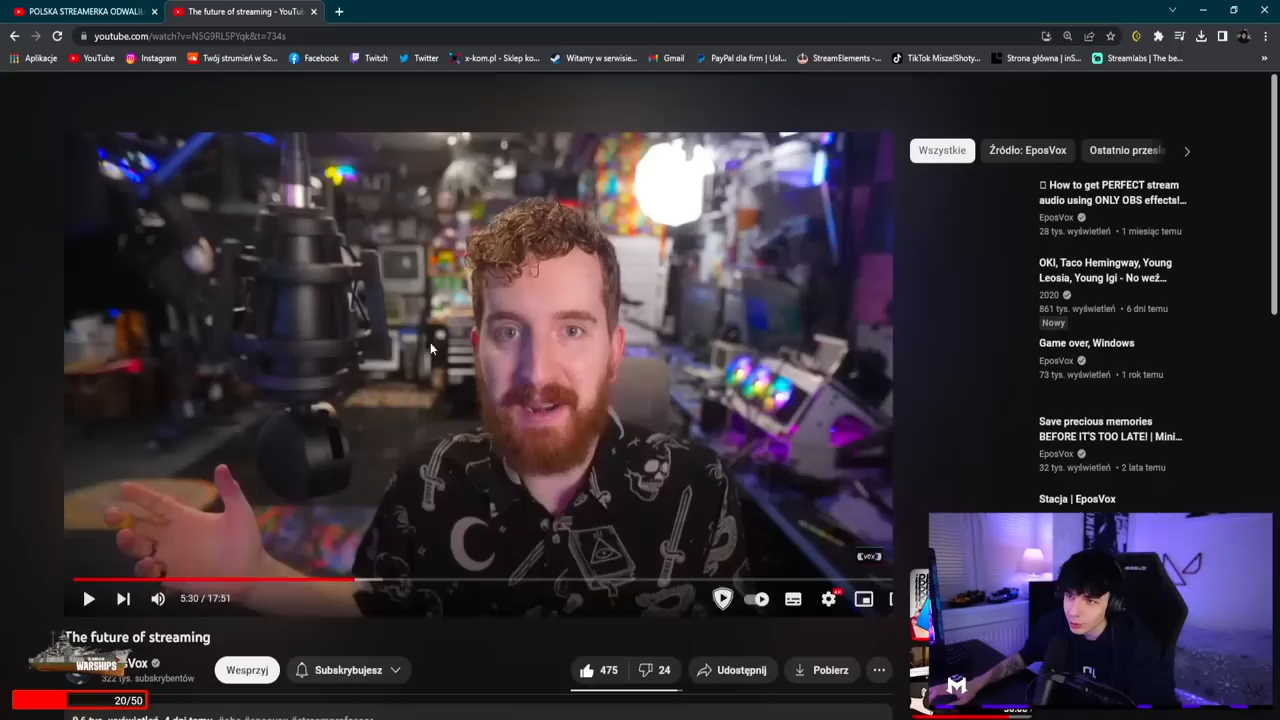 POLSKA STREAMERKA ODWALI
The future of streaming - YouTu
youtube.com/watch?v=N5G9RL5PYqk&t=734s
Aplikacje
YouTube
Instagram
Twój strumień w So...
Facebook
Twitch
Twitter
x-kom.pl - Sklep ko...
Witamy w serwisie...
Gmail
PayPal dla firm | Usł...
StreamElements -...
TikTok MiszelShoty...
Strona główna | inS...
Streamlabs | The be...
Wszystkie
Źródło: EposVox
Ostatnio przesła
How to get PERFECT stream
audio using ONLY OBS effects!...
EposVox
28 tys. wyświetleń • 1 miesiąc temu
OKI, Taco Hemingway, Young
Leosia, Young Igi - No weź...
2020
861 tys. wyświetleń • 6 dni temu
Nowy
Game over, Windows
EposVox
73 tys. wyświetleń • 1 rok temu
Save precious memories
BEFORE IT'S TOO LATE! | Mini...
EposVox
32 tys. wyświetleń • 2 lata temu
Stacja | EposVox
VOX
5:30 / 17:51
The future of streaming
Vox
322 tys. subskrybentów
Wesprzyj
Subskrybujesz
475
24
Udostępnij
Pobierz
WARSHIPS
20/50